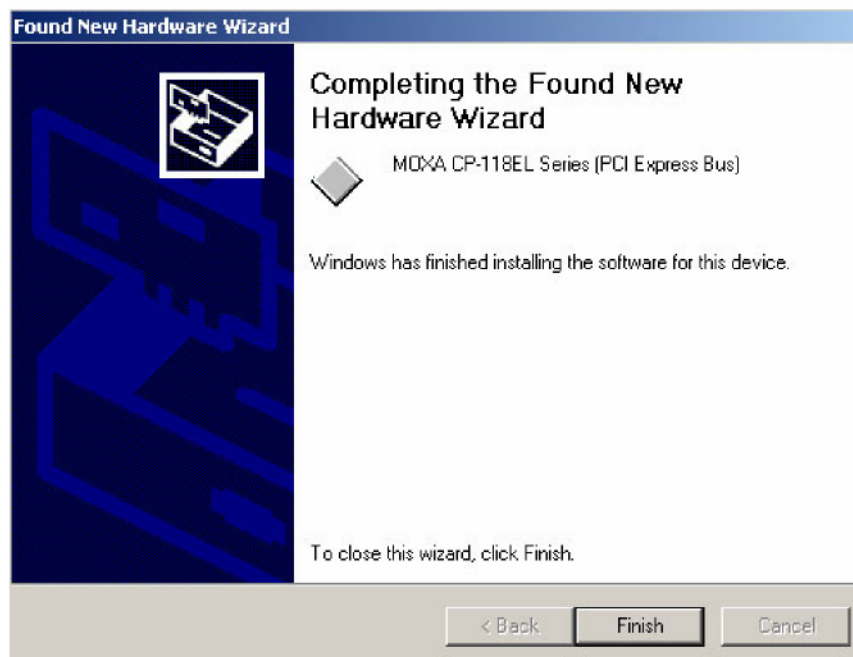 Found New Hardware Wizard
Completing the Found New
Hardware Wizard
MOXA CP-118EL Series (PCI Express Bus)
Windows has finished installing the software for this device.
To close this wizard, click Finish.
< Back
Finish
Cancel